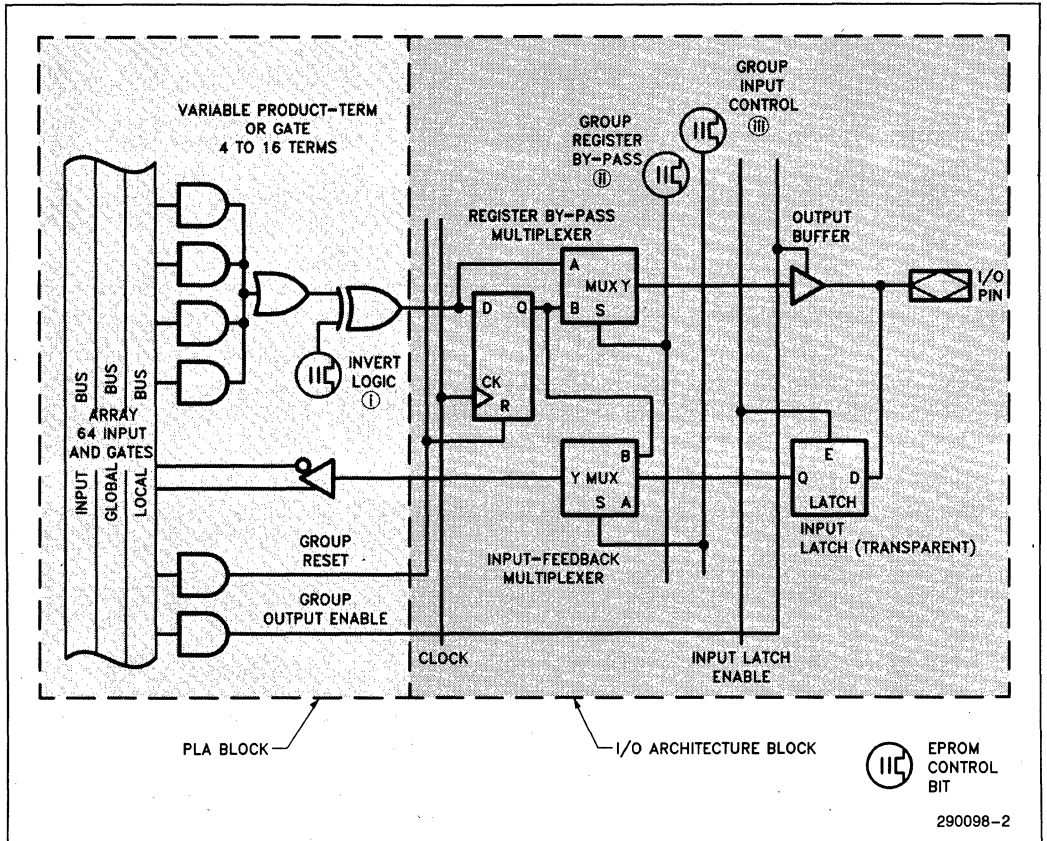 VARIABLE PRODUCT-TERM
OR GATE
4 TO 16 TERMS
GROUP
INPUT
CONTROL
iii
GROUP
REGISTER
BY-PASS
ii
REGISTER BY-PASS
MULTIPLEXER
OUTPUT
BUFFER
I/O
PIN
A
MUX Y
B
S
D
Q
CK
R
INVERT
LOGIC
i
INPUT BUS
GLOBAL BUS
LOCAL BUS
ARRAY
64 INPUT
AND GATES
B
Y MUX
S A
E
Q D
LATCH
INPUT
LATCH (TRANSPARENT)
GROUP
RESET
INPUT-FEEDBACK
MULTIPLEXER
GROUP
OUTPUT ENABLE
CLOCK
INPUT LATCH
ENABLE
PLA BLOCK
I/O ARCHITECTURE BLOCK
EPROM
CONTROL
BIT
290098-2